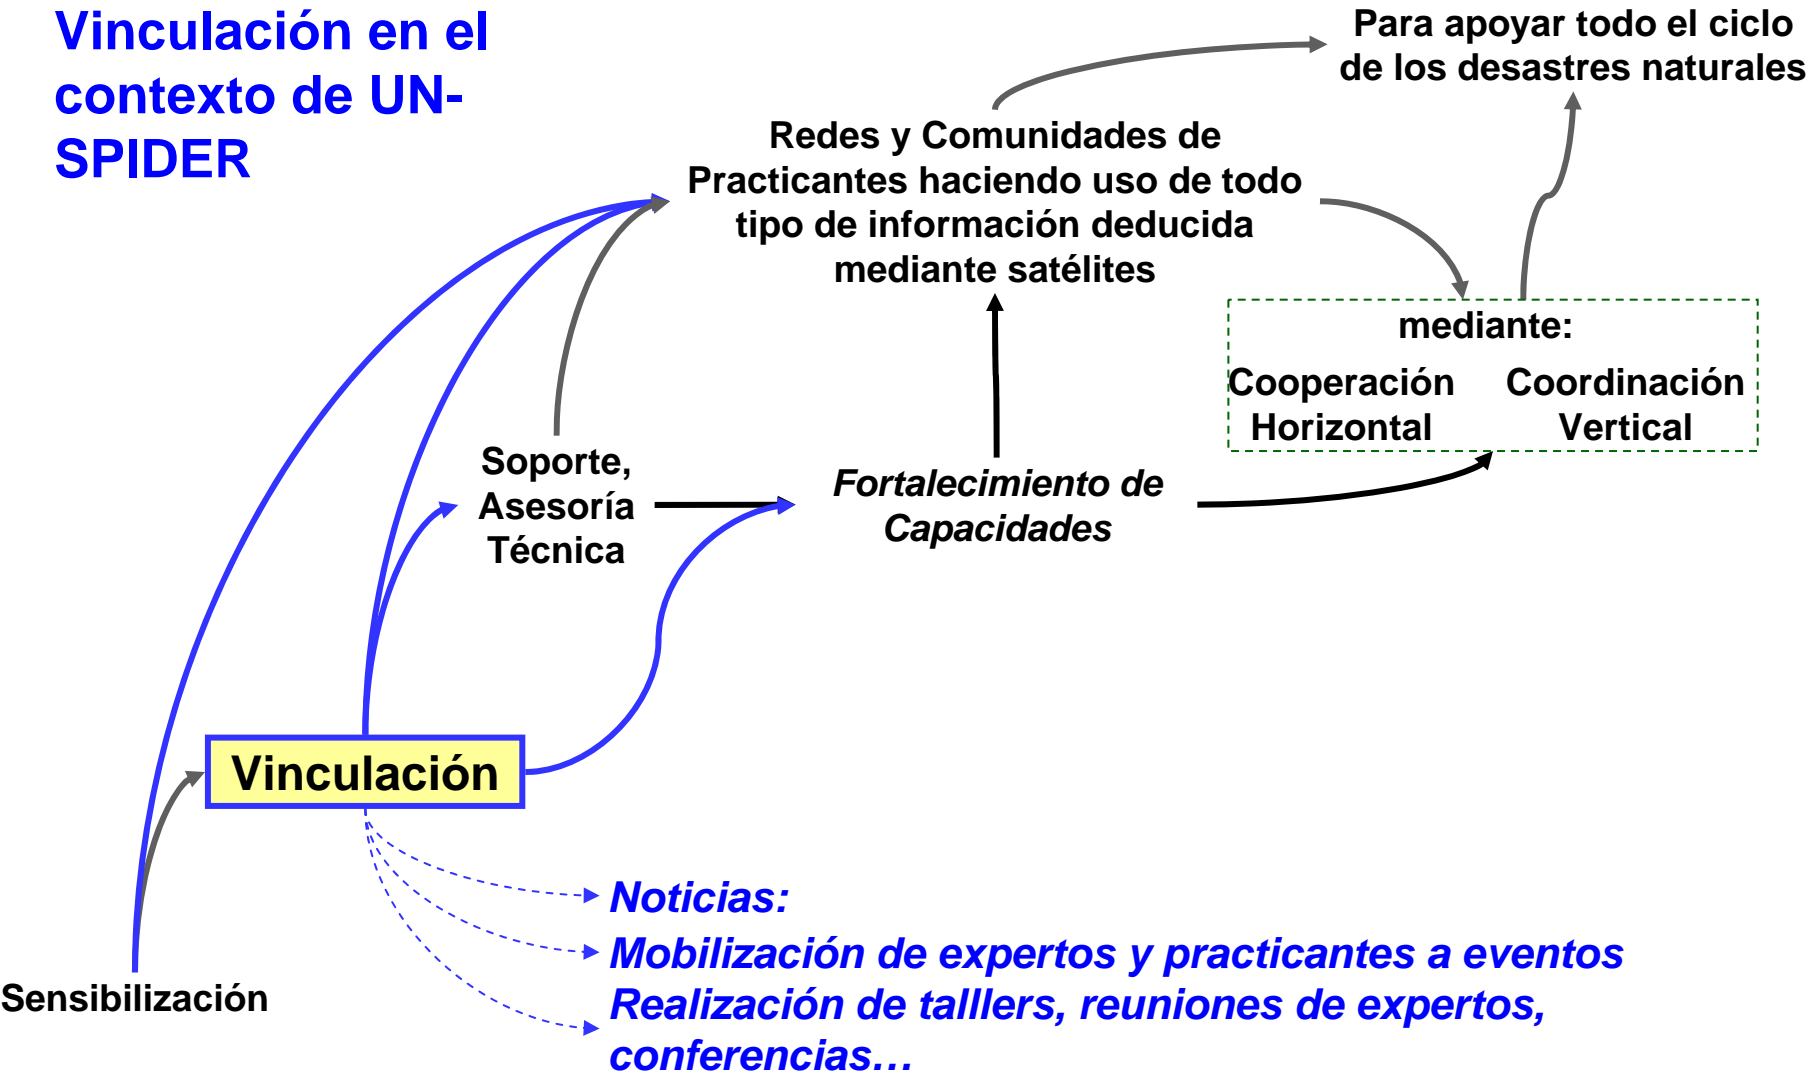 Vinculación en el
contexto de UN-
SPIDER
Para apoyar todo el ciclo
de los desastres naturales
Redes y Comunidades de
Practicantes haciendo uso de todo
tipo de información deducida
mediante satélites
mediante:
Cooperación
Horizontal
Coordinación
Vertical
Soporte,
Asesoría
Técnica
Fortalecimiento de
Capacidades
Vinculación
Sensibilización
Noticias:
Mobilización de expertos y practicantes a eventos
Realización de talllers, reuniones de expertos,
conferencias…